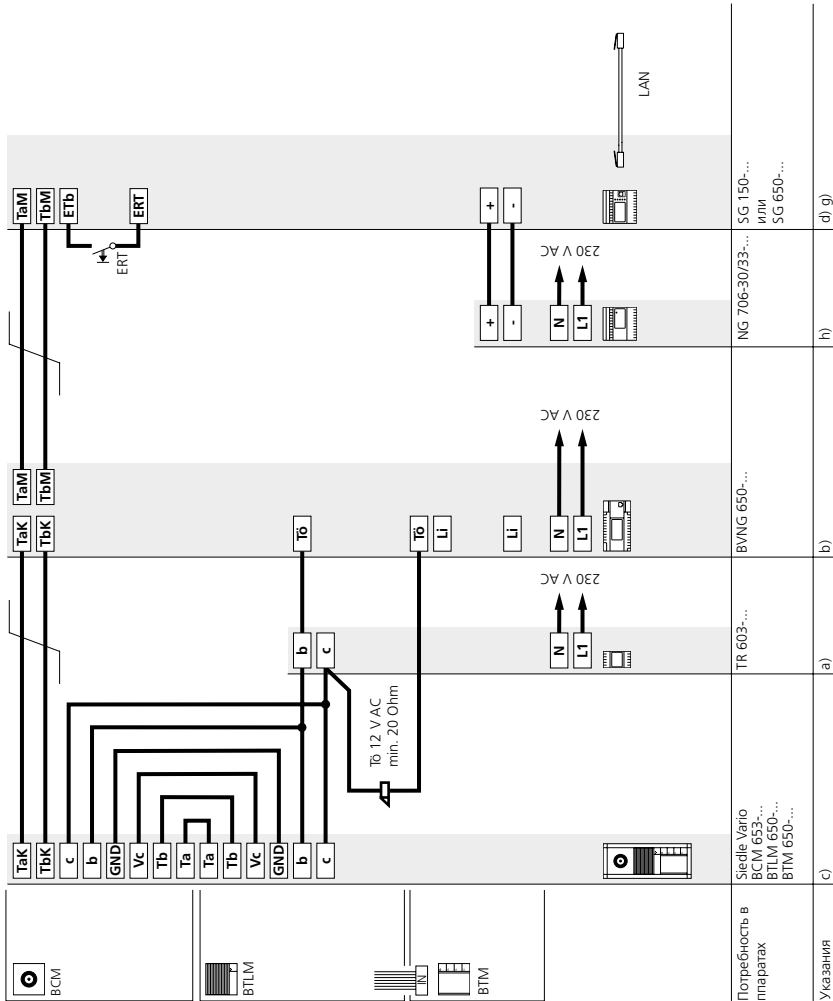 BCM
BTLM
IN
BTM
TaK
TbK
c
b
GND
Vc
Tb
Ta
Ta
Tb
Vc
GND
b
c
Tö 12 V AC
min. 20 Ohm
b
c
N
L1
230 V AC
TaK
TbK
TaM
TbM
Tö
Tö
Li
Li
N
L1
230 V AC
+
-
N
L1
230 V AC
TaM
TbM
ETb
ERT
ERT
+
-
LAN
Потребность в
ппаратах
Siedle Vario
BCM 653-...
BTLM 650-...
BTM 650-...
TR 603-...
BVNG 650-...
NG 706-30/33-...
SG 150-...
или
SG 650-...
Указания
c)
a)
b)
h)
d) g)